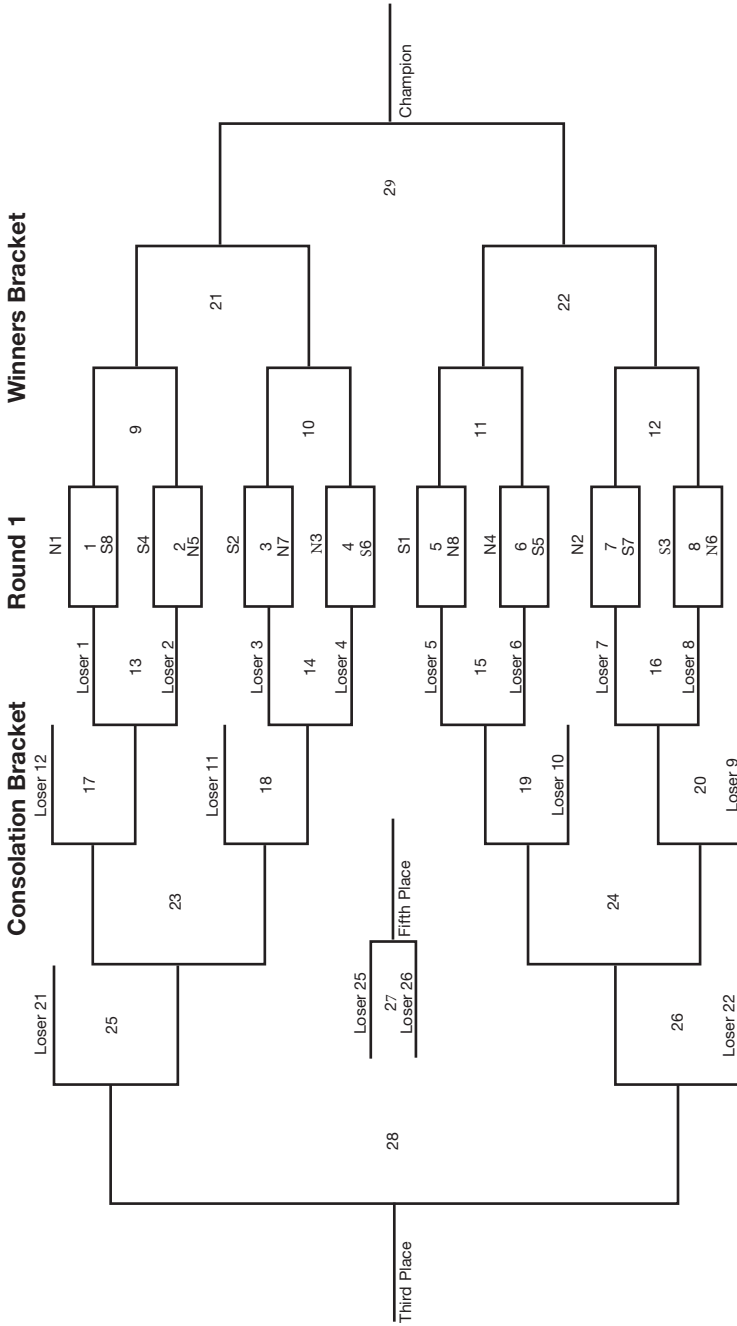 Consolation Bracket
Round 1
Winners Bracket
N1
1
S8
S4
2
N5
S2
3
N7
N3
4
S6
S1
5
N8
N4
6
S5
N2
7
S7
S3
8
N6
9
10
11
12
21
22
29
Champion
Loser 1
13
Loser 2
Loser 3
14
Loser 4
Loser 5
15
Loser 6
Loser 7
16
Loser 8
Loser 12
17
Loser 11
18
19
Loser 10
20
Loser 9
23
24
Loser 21
25
26
Loser 22
Loser 25
27
Loser 26
Fifth Place
28
Third Place